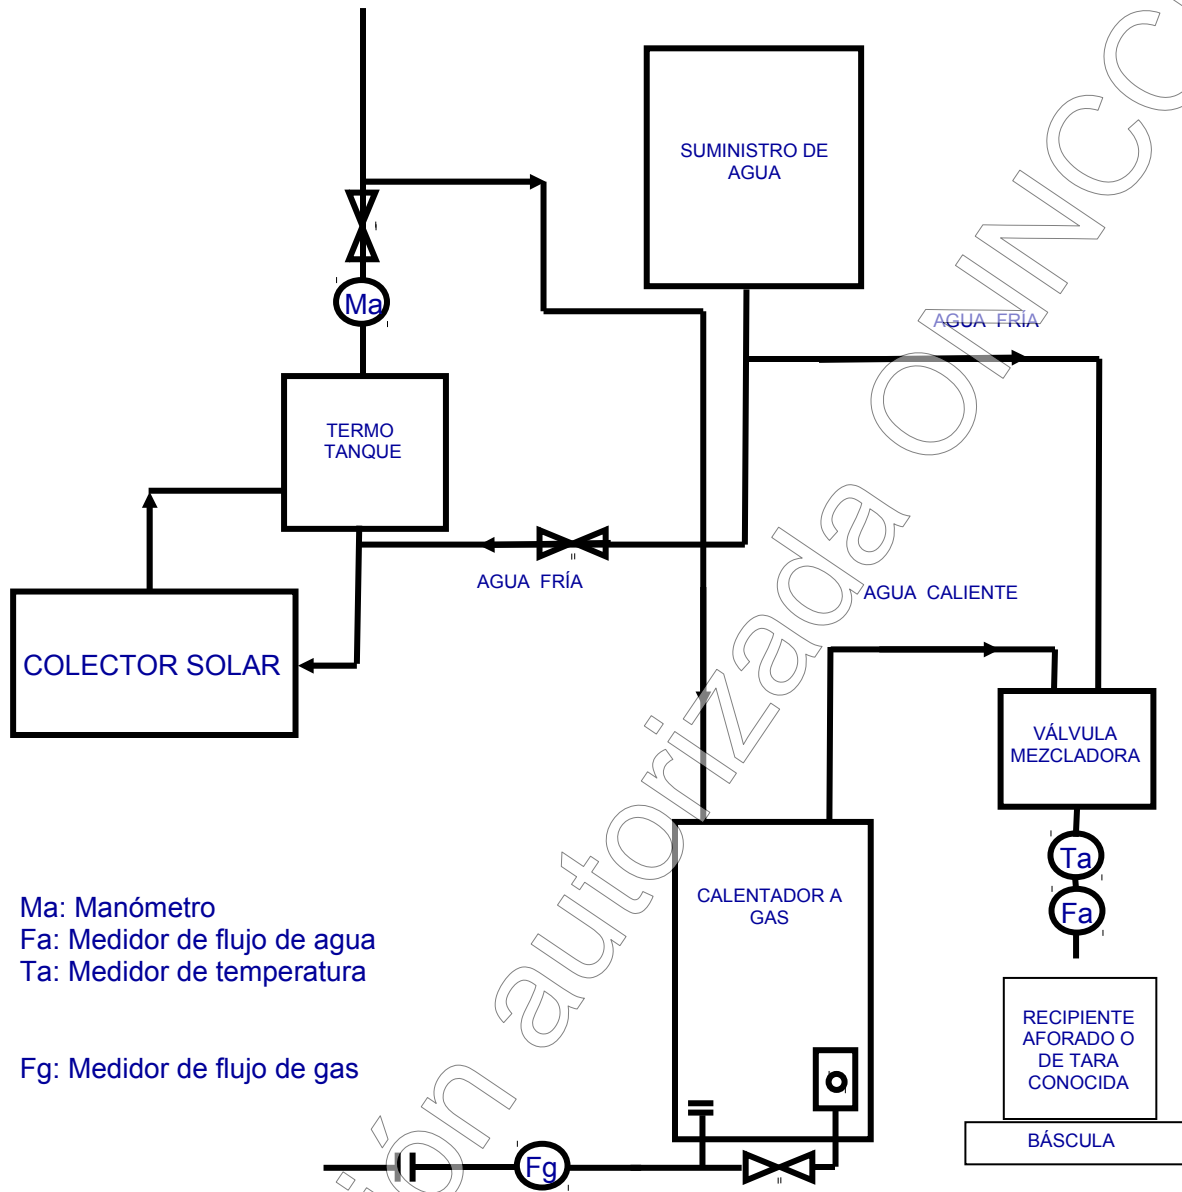 SUMINISTRO DE
AGUA
Ma
AGUA FRÍA
TERMO
TANQUE
AGUA FRÍA
AGUA CALIENTE
COLECTOR SOLAR
VÁLVULA
MEZCLADORA
Ta
CALENTADOR A
GAS
Fa
Ma: Manómetro
Fa: Medidor de flujo de agua
Ta: Medidor de temperatura
RECIPIENTE
AFORADO O
DE TARA
CONOCIDA
Fg: Medidor de flujo de gas
BÁSCULA
Fg
ión autorizada ONNCC